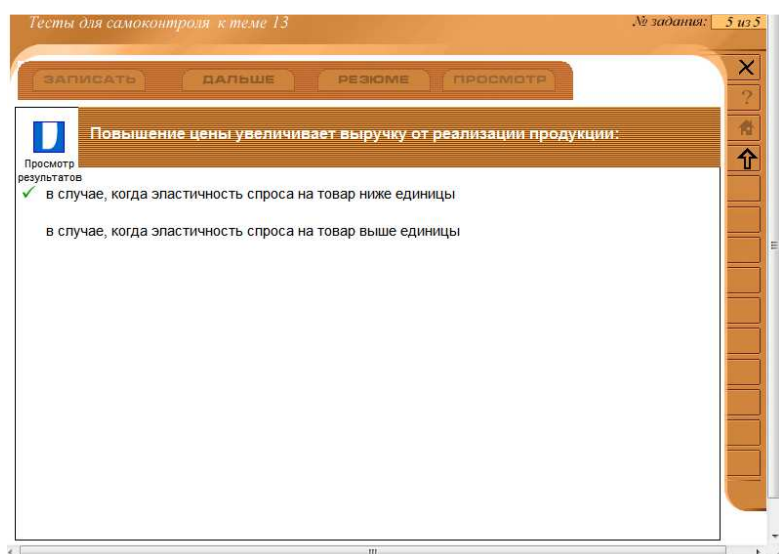 Тесты для самоконтроля к теме 13
№ задания: 5 из 5
ЗАПИСАТЬ ДАЛЬШЕ РЕЗЮМЕ ПРОСМОТР
Повышение цены увеличивает выручку от реализации продукции:
Просмотр
результатов
в случае, когда эластичность спроса на товар ниже единицы
в случае, когда эластичность спроса на товар выше единицы